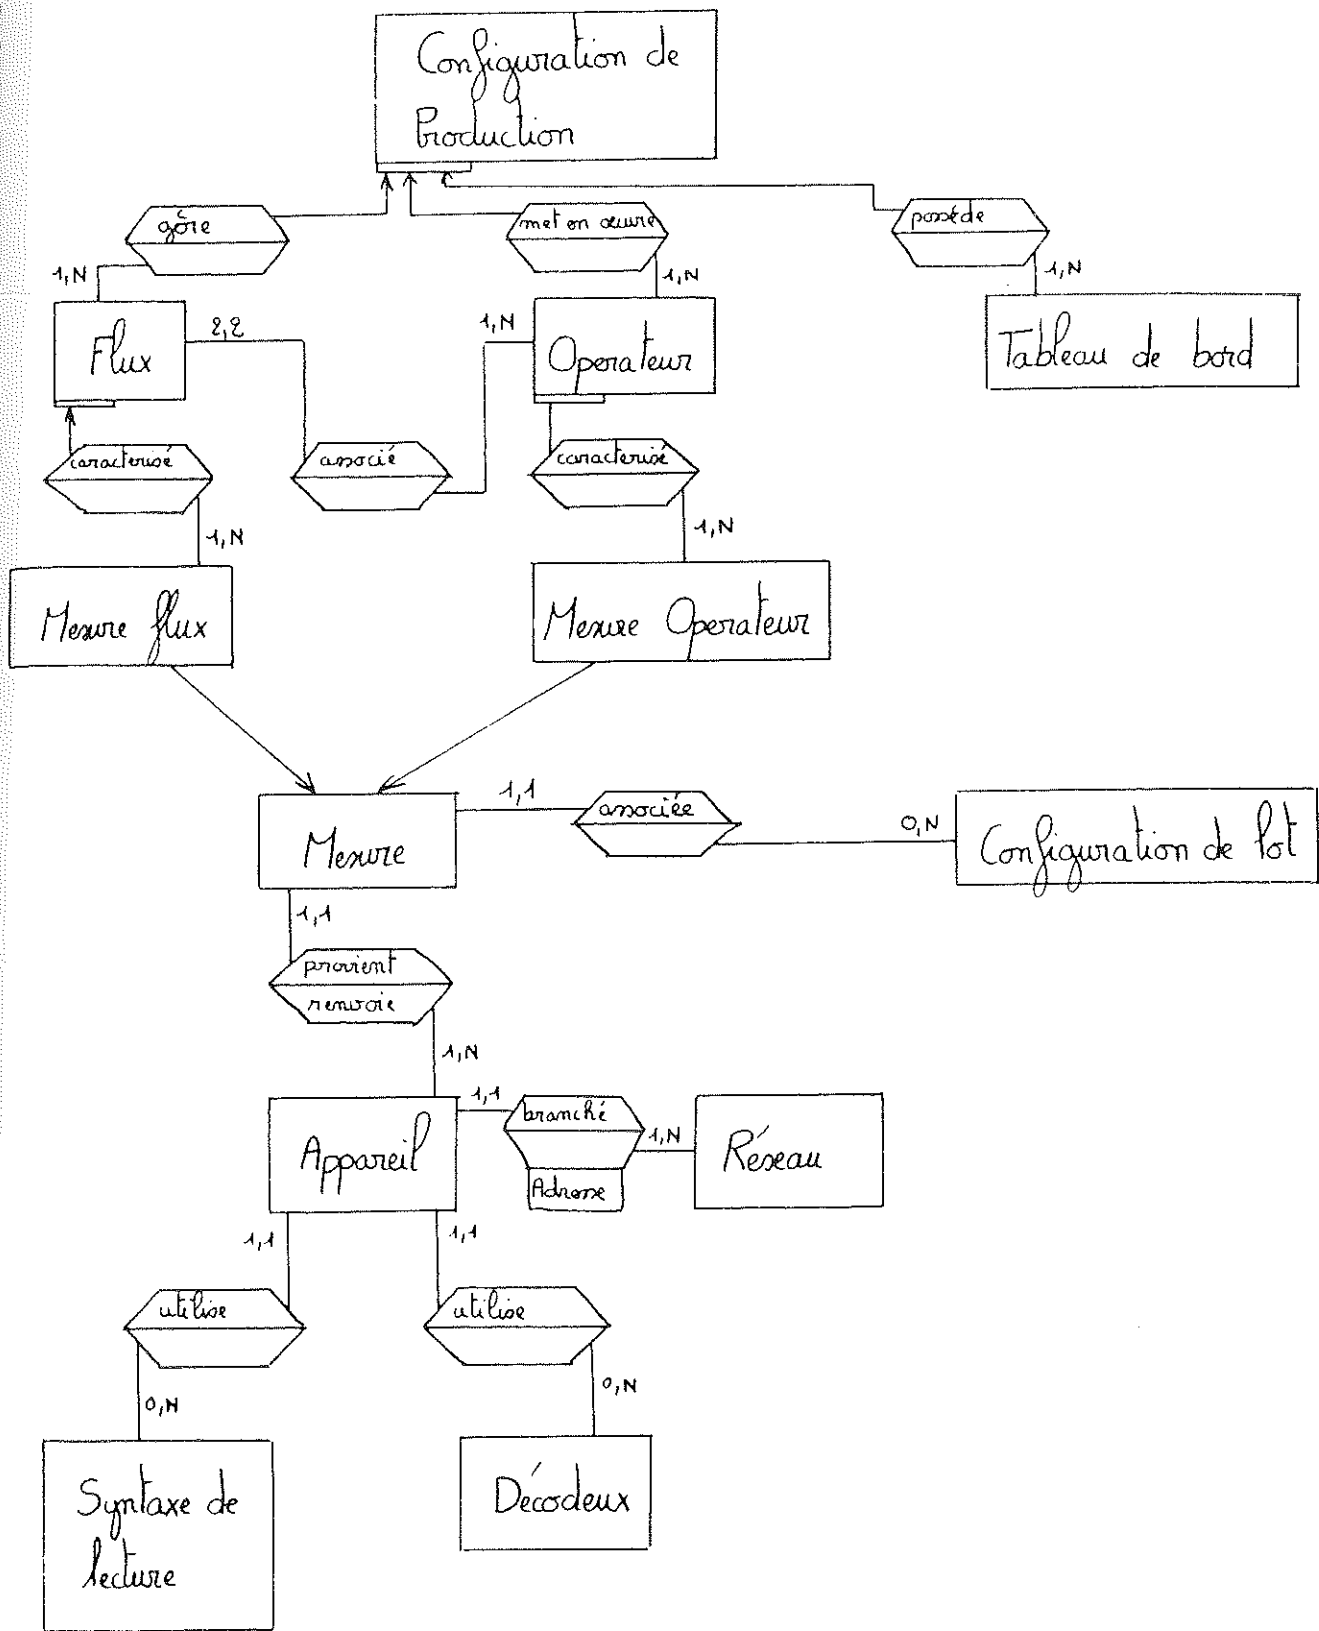 Configuration de
Production
gère
met en œuvre
possède
1,N
1,N
1,N
Flux
2,2
1,N
Operateur
Tableau de bord
caracterisé
associé
caracterisé
1,N
1,N
Mesure flux
Mesure Operateur
1,1
associée
0,N
Mesure
Configuration de lot
1,1
provient
renvoie
1,N
1,1
branché
1,N
Appareil
Réseau
Adresse
1,1
1,1
utilise
utilise
0,N
0,N
Syntaxe de
lecture
Décodeux